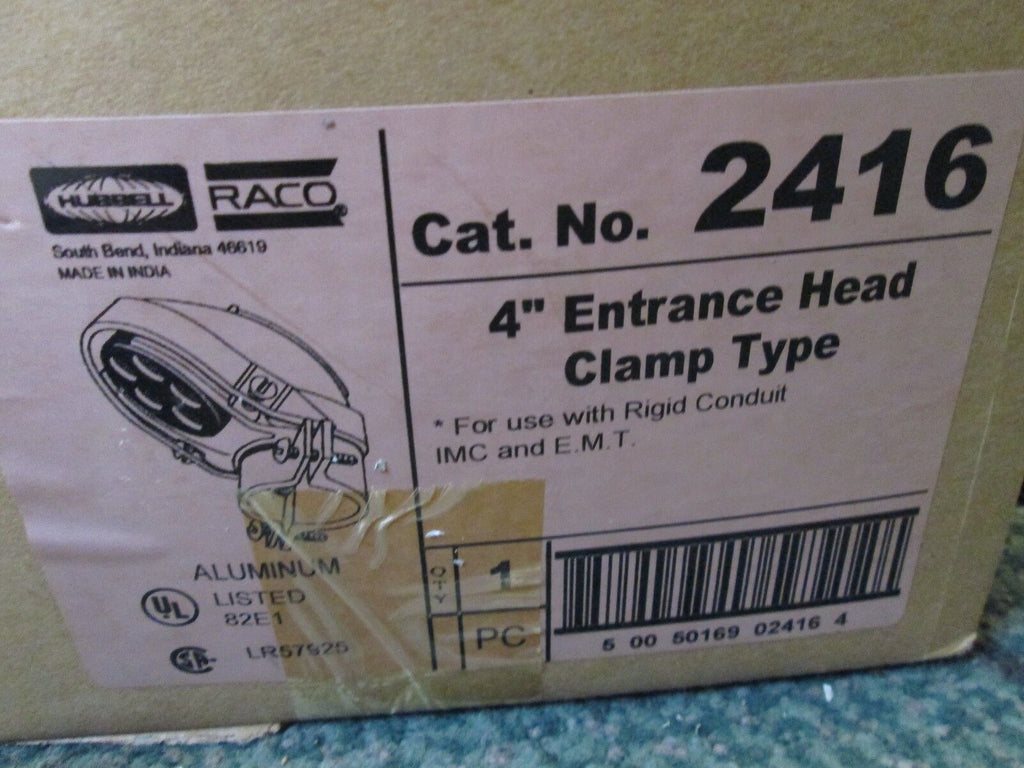 HUBBELL
RACO®
South Bend, Indiana 46619
MADE IN INDIA
Cat. No. 2416
4" Entrance Head
Clamp Type
* For use with Rigid Conduit
IMC and E.M.T.
ALUMINUM
UL LISTED
82E1
LR57925
QTY 1
PC
5 00 50169 02416 4